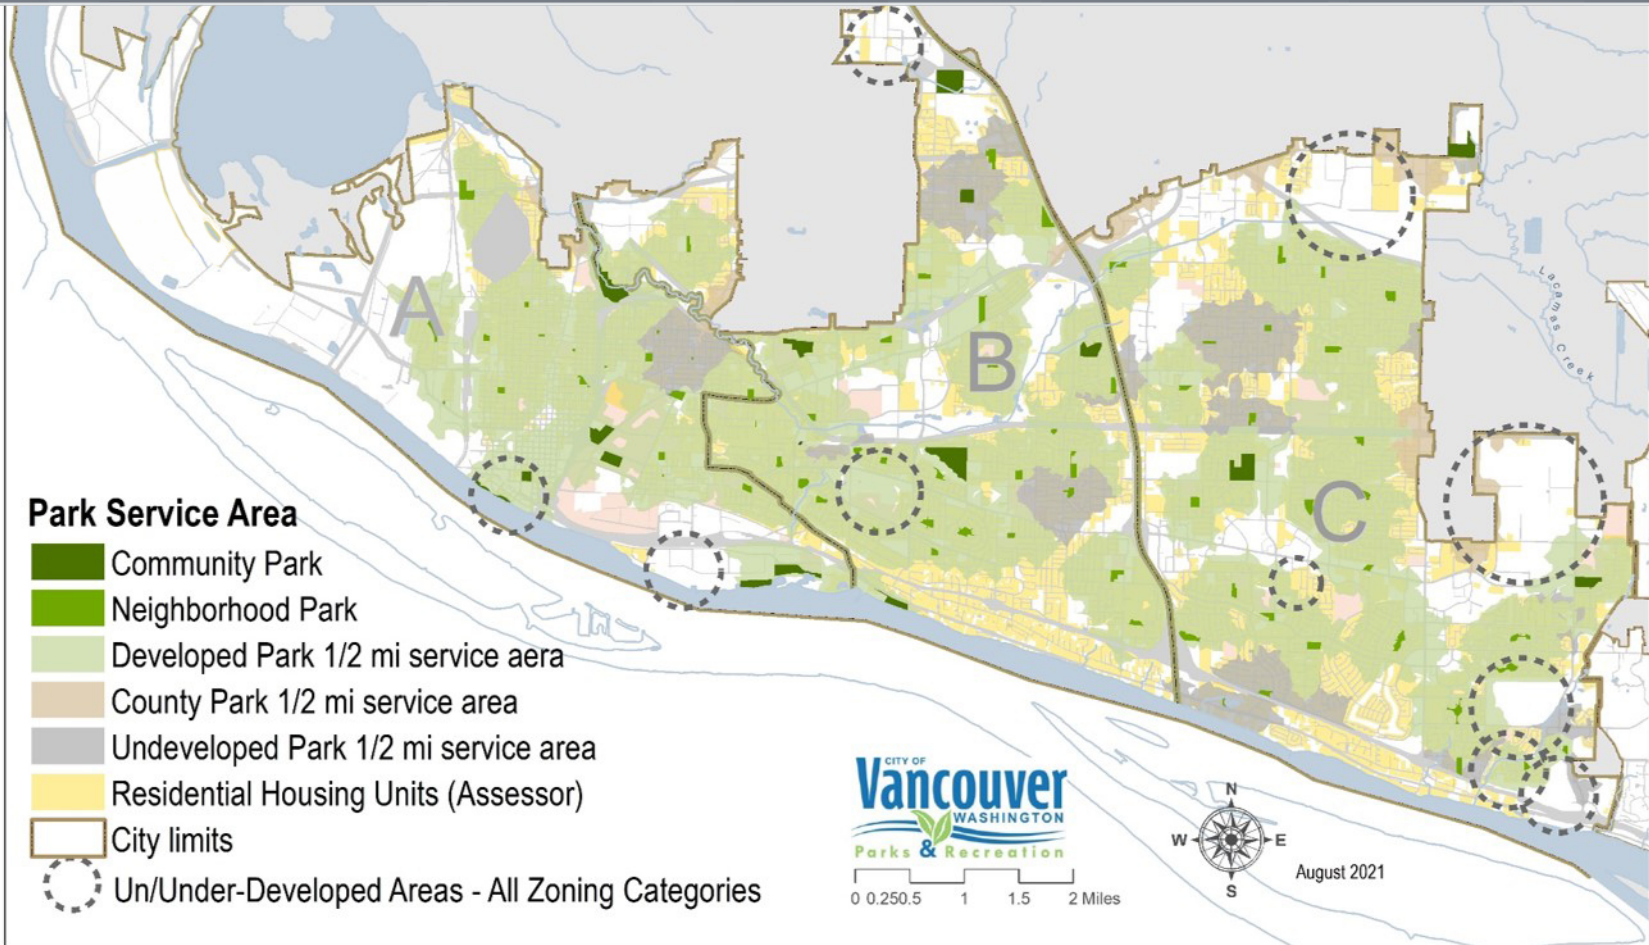 A
B
C
Lacamas Creek
Park Service Area
Community Park
Neighborhood Park
Developed Park 1/2 mi service aera
County Park 1/2 mi service area
Undeveloped Park 1/2 mi service area
Residential Housing Units (Assessor)
City limits
Un/Under-Developed Areas - All Zoning Categories
CITY OF
Vancouver
WASHINGTON
Parks & Recreation
0 0.250.5 1 1.5 2 Miles
N
W E
S
August 2021